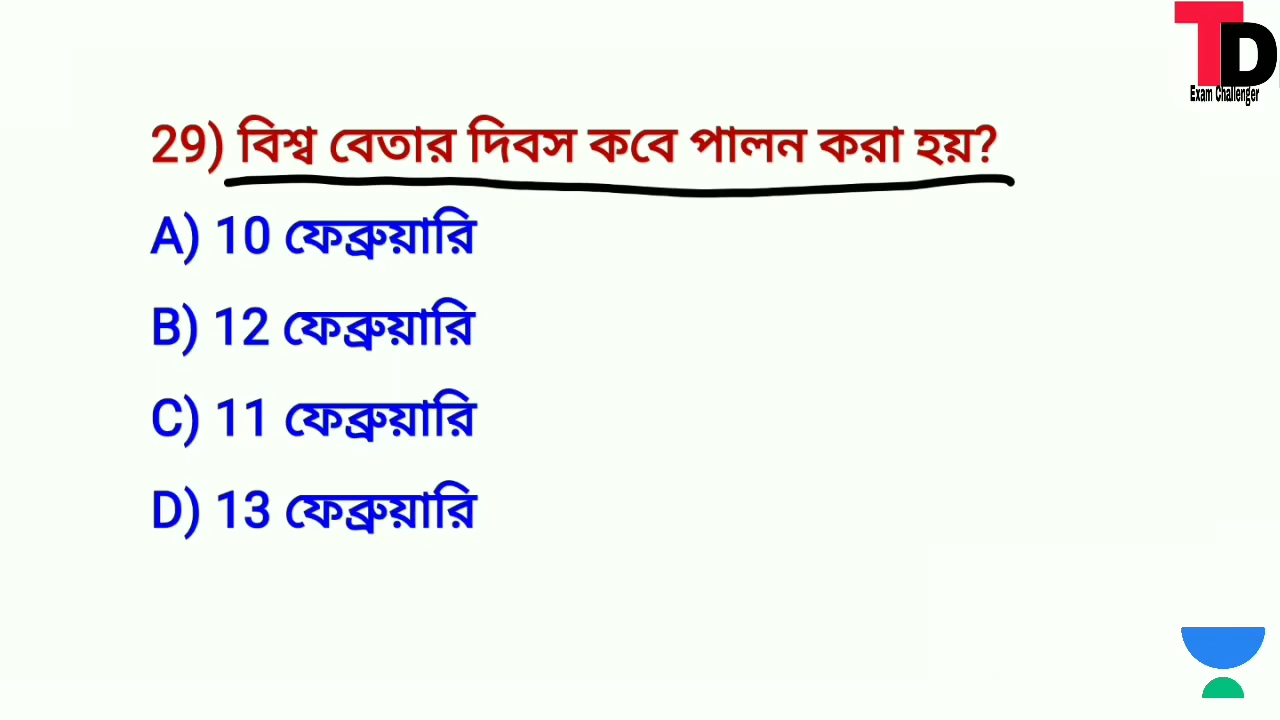 TD
Exam Challenger
29) বিশ্ব বেতার দিবস কবে পালন করা হয়?
A) 10 ফেব্রুয়ারি
B) 12 ফেব্রুয়ারি
C) 11 ফেব্রুয়ারি
D) 13 ফেব্রুয়ারি